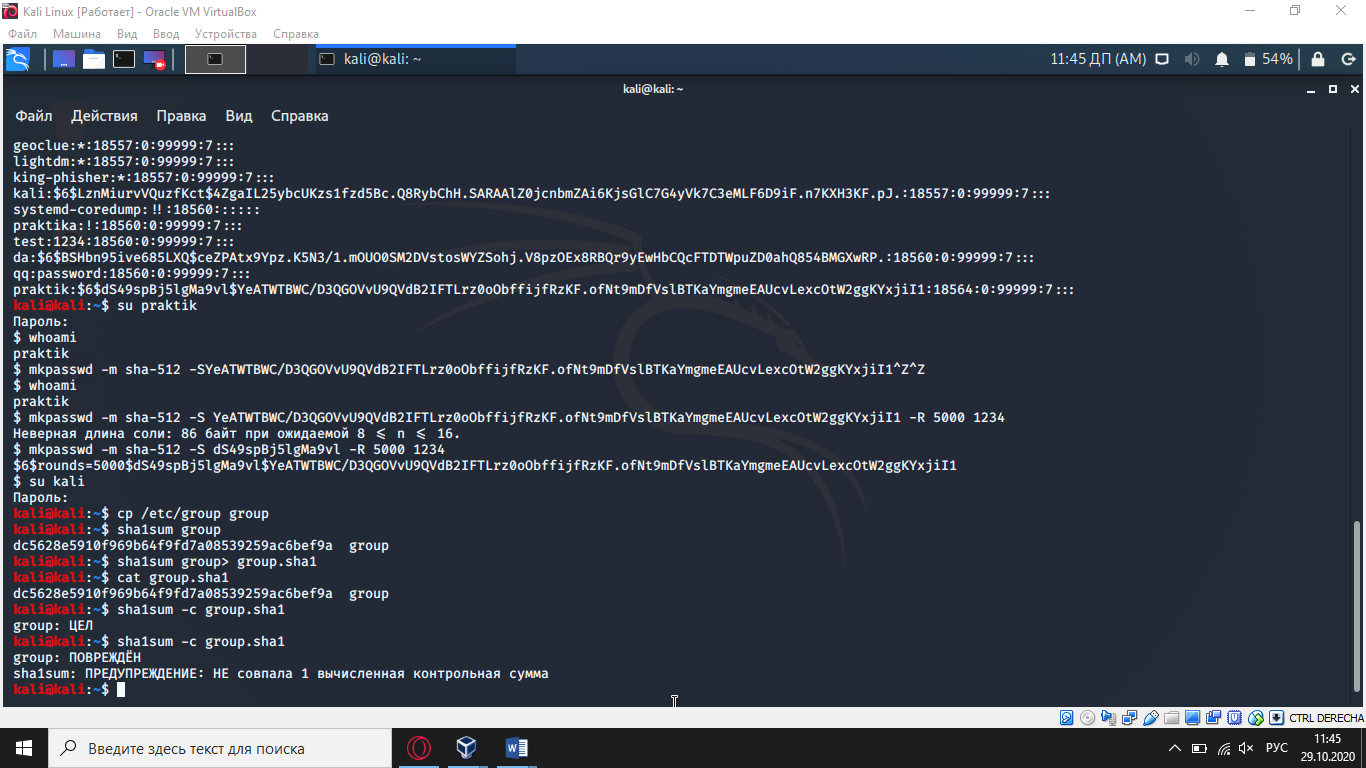 Kali Linux [Работает] - Oracle VM VirtualBox
Файл Машина Вид Ввод Устройства Справка
kali@kali: ~
11:45 ДП (AM)
54%
kali@kali: ~
Файл Действия Правка Вид Справка
geoclue:*:18557:0:99999:7:::
lightdm:*:18557:0:99999:7:::
king-phisher:*:18557:0:99999:7:::
kali:$6$LznMiurvVQuzfKct$4ZgaIL25ybcUKzs1fzd5Bc.Q8RybChH.SARAAlZ0jcnbmZAi6KjsGlC7G4yVk7C3eMLF6D9iF.n7KXH3KF.pJ.:18557:0:99999:7:::
systemd-coredump:!!:18560::::::
praktika:!:18560:0:99999:7:::
test:1234:18560:0:99999:7:::
da:$6$BSHbn95ive685LXQ$ceZPAtx9Ypz.K5N3/1.mOUO0SM2DVstosWYZSohj.V8pzOEx8RBQr9yEwHbCQcFTDTWpuZD0ahQ854BMGXwRP.:18560:0:99999:7:::
qq:password:18560:0:99999:7:::
praktik:$6$dS49spBj5lgMa9vl$YeATWTBWC/D3QGOVvU9QVdB2IFTLrz0oObffijfRzKF.ofNt9mDfVslBTKaYmgmeEAUcvLexcOtW2ggKYxjiI1:18564:0:99999:7:::
kali@kali:~$ su praktik
Пароль:
$ whoami
praktik
$ mkpasswd -m sha-512 -SYeATWTBWC/D3QGOVvU9QVdB2IFTLrz0oObffijfRzKF.ofNt9mDfVslBTKaYmgmeEAUcvLexcOtW2ggKYxjiI1^Z^Z
$ whoami
praktik
$ mkpasswd -m sha-512 -S YeATWTBWC/D3QGOVvU9QVdB2IFTLrz0oObffijfRzKF.ofNt9mDfVslBTKaYmgmeEAUcvLexcOtW2ggKYxjiI1 -R 5000 1234
Неверная длина соли: 86 байт при ожидаемой 8 <= n <= 16.
$ mkpasswd -m sha-512 -S dS49spBj5lgMa9vl -R 5000 1234
$6$rounds=5000$dS49spBj5lgMa9vl$YeATWTBWC/D3QGOVvU9QVdB2IFTLrz0oObffijfRzKF.ofNt9mDfVslBTKaYmgmeEAUcvLexcOtW2ggKYxjiI1
$ su kali
Пароль:
kali@kali:~$ cp /etc/group group
kali@kali:~$ sha1sum group
dc5628e5910f969b64f9fd7a08539259ac6bef9a  group
kali@kali:~$ sha1sum group> group.sha1
kali@kali:~$ cat group.sha1
dc5628e5910f969b64f9fd7a08539259ac6bef9a  group
kali@kali:~$ sha1sum -c group.sha1
group: ЦЕЛ
kali@kali:~$ sha1sum -c group.sha1
group: ПОВРЕЖДЁН
sha1sum: ПРЕДУПРЕЖДЕНИЕ: НЕ совпала 1 вычисленная контрольная сумма
kali@kali:~$
CTRL DERECHA
Введите здесь текст для поиска
РУС
11:45
29.10.2020